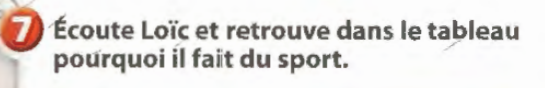 7 Écoute Loïc et retrouve dans le tableau
pourquoi il fait du sport.